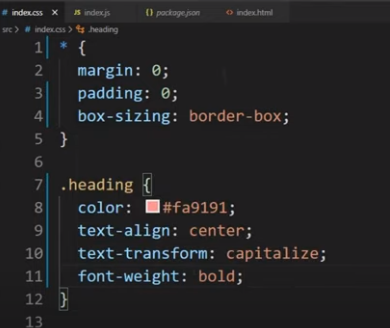 index.css × JS index.js {} package.json <> index.html
src > # index.css > .heading
1 * {
2 margin: 0;
3 padding: 0;
4 box-sizing: border-box;
5 }
6
7 .heading {
8 color: #fa9191;
9 text-align: center;
10 text-transform: capitalize;
11 font-weight: bold;
12 }
13